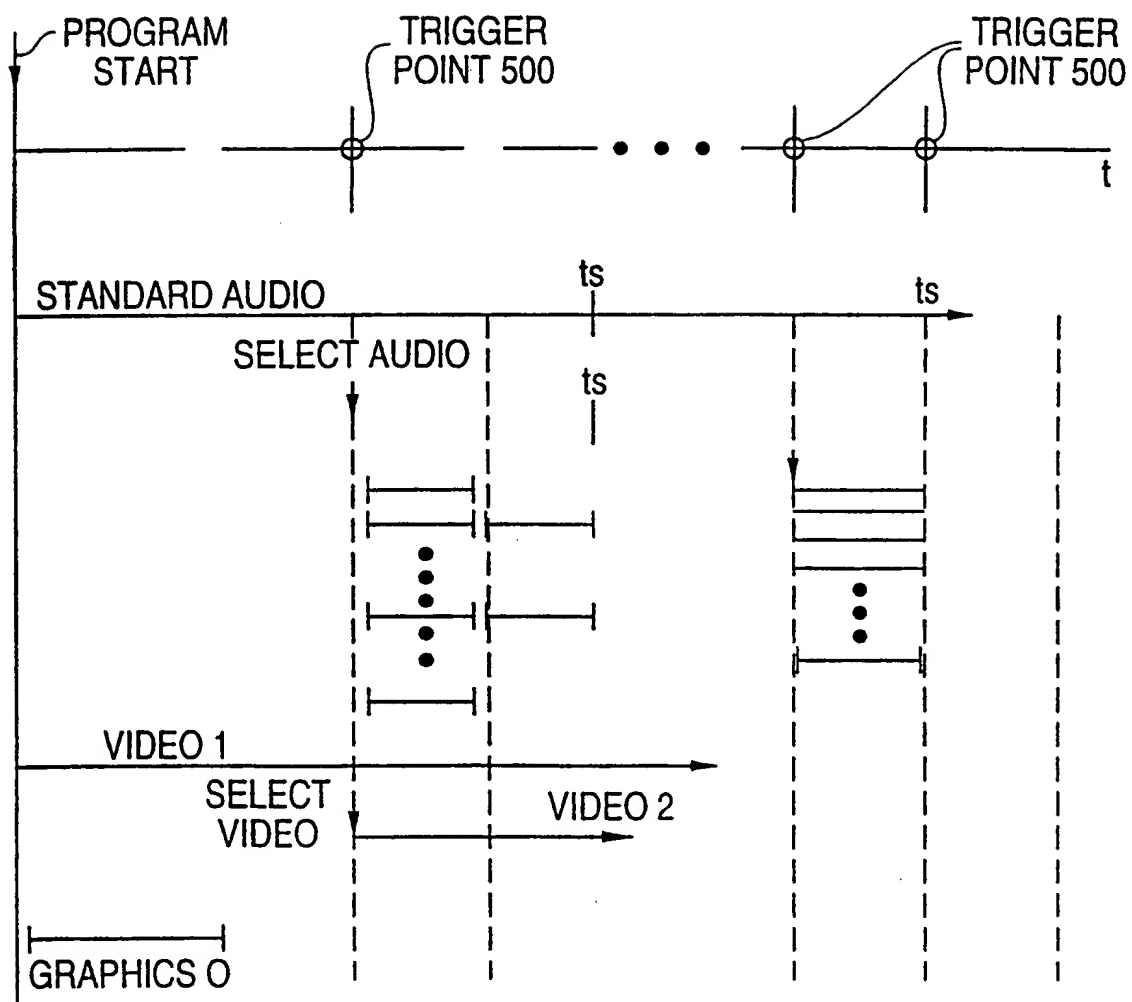 PROGRAM
START
TRIGGER
POINT 500
TRIGGER
POINT 500
t
ts
ts
STANDARD AUDIO
SELECT AUDIO
ts
VIDEO 1
SELECT
VIDEO
VIDEO 2
GRAPHICS O